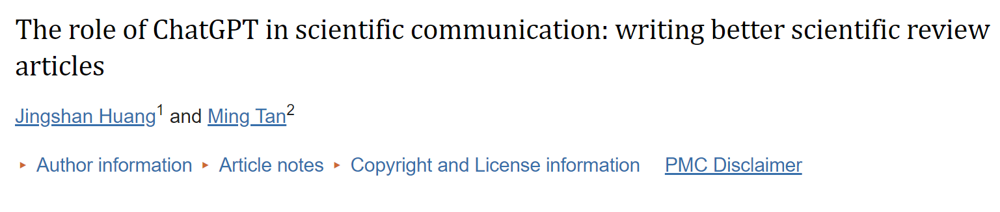 The role of ChatGPT in scientific communication: writing better scientific review
articles
Jingshan Huang1 and Ming Tan2
▸ Author information ▸ Article notes ▸ Copyright and License information PMC Disclaimer